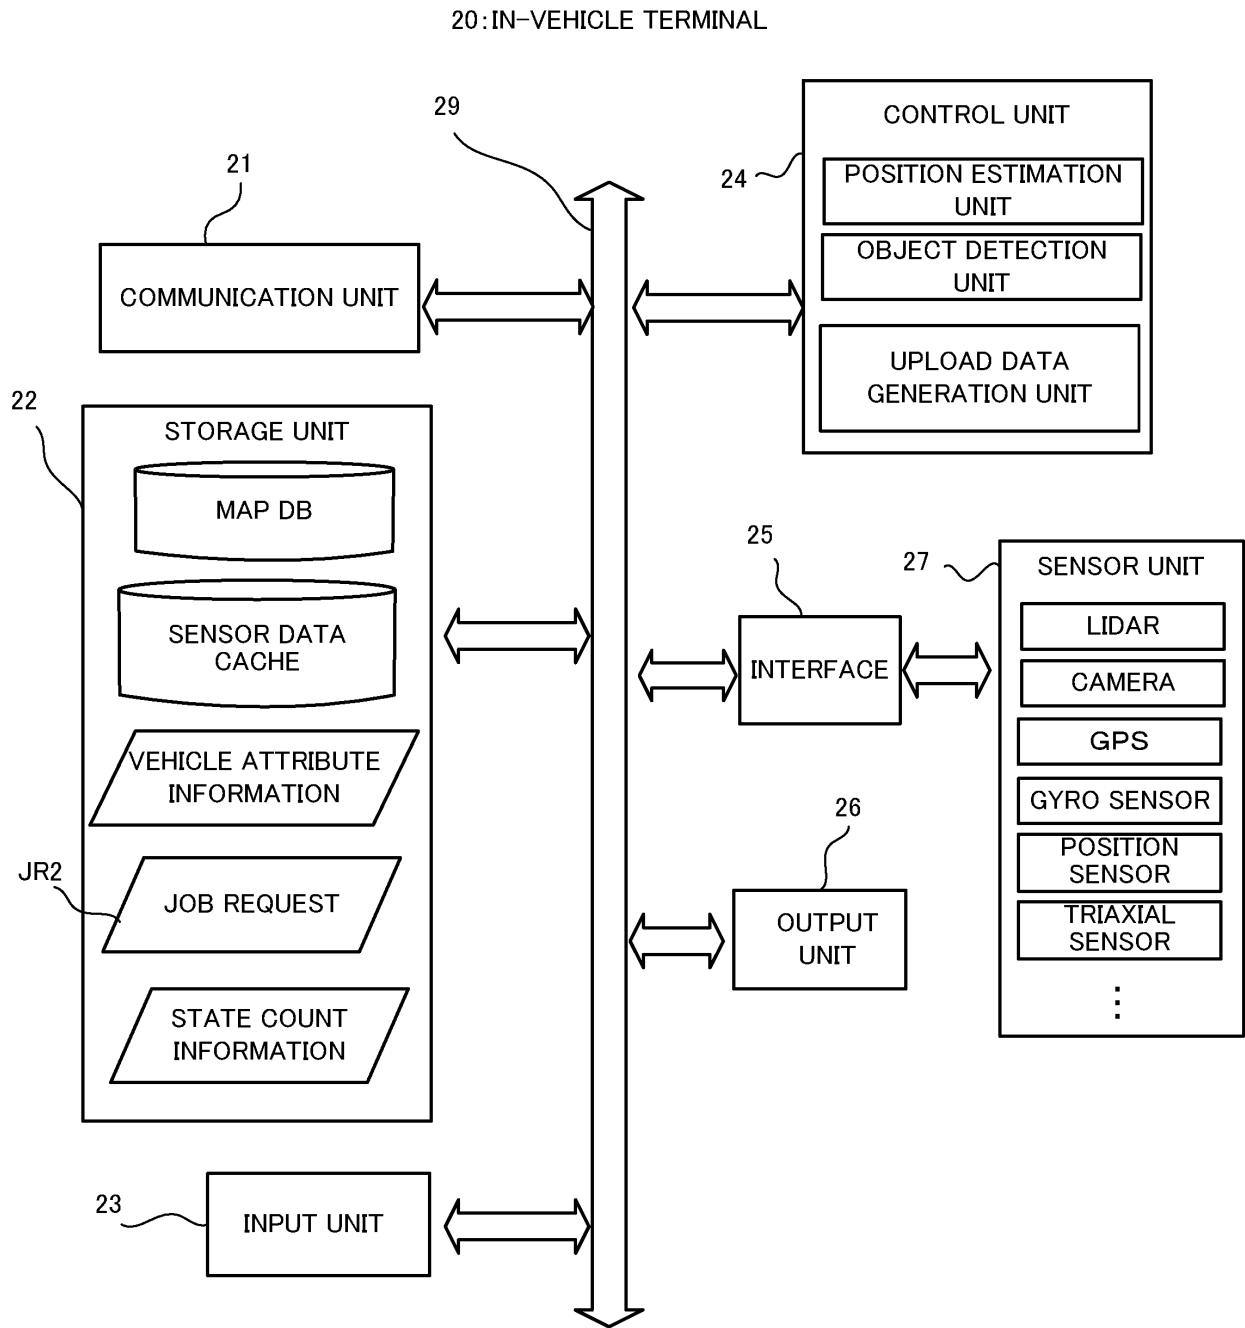 20:IN-VEHICLE TERMINAL
29
21
COMMUNICATION UNIT
24
CONTROL UNIT
POSITION ESTIMATION
UNIT
OBJECT DETECTION
UNIT
UPLOAD DATA
GENERATION UNIT
22
STORAGE UNIT
MAP DB
SENSOR DATA
CACHE
VEHICLE ATTRIBUTE
INFORMATION
JR2
JOB REQUEST
STATE COUNT
INFORMATION
23
INPUT UNIT
25
INTERFACE
26
OUTPUT
UNIT
27
SENSOR UNIT
LIDAR
CAMERA
GPS
GYRO SENSOR
POSITION
SENSOR
TRIAXIAL
SENSOR
⋮